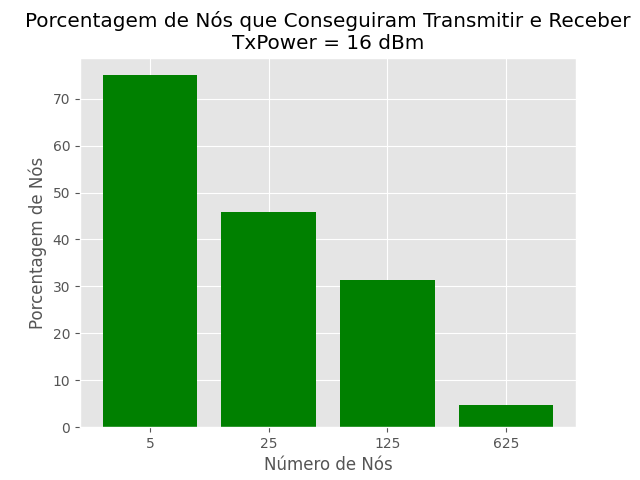 Porcentagem de Nós que Conseguiram Transmitir e Receber
TxPower = 16 dBm
Porcentagem de Nós
70
60
50
40
30
20
10
0
5 25 125 625
Número de Nós